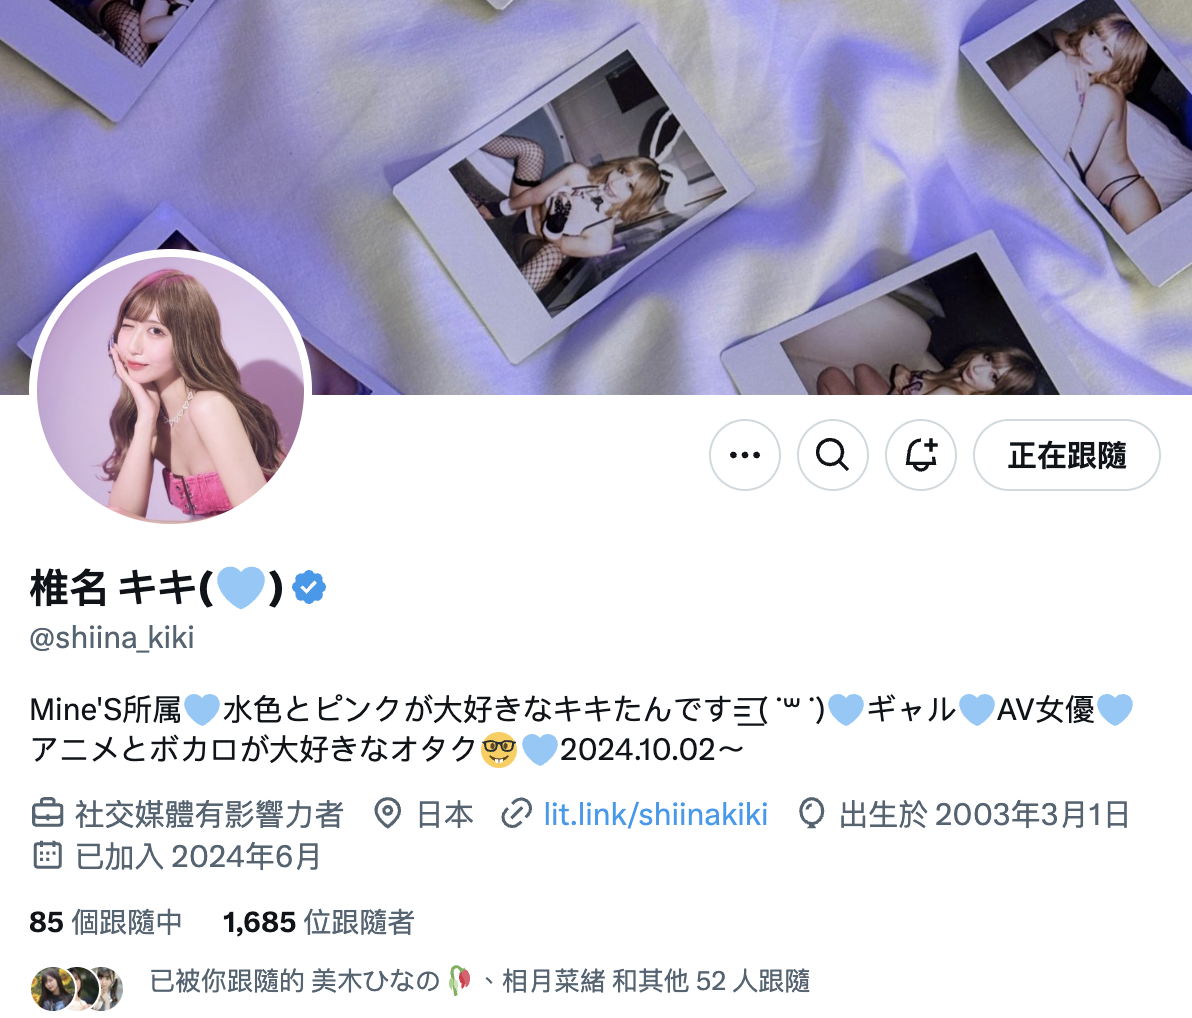 正在跟隨
椎名 キキ(🩵)
@shiina_kiki
Mine'S所属🩵水色とピンクが大好きなキキたんです三( ˙꒳˙)🩵ギャル🩵AV女優🩵
アニメとボカロが大好きなオタク🤓🩵2024.10.02〜
社交媒體有影響力者 日本 lit.link/shiinakiki 出生於 2003年3月1日
已加入 2024年6月
85 個跟隨中 1,685 位跟隨者
已被你跟隨的 美木ひなの🥀、相月菜緒 和其他 52 人跟隨